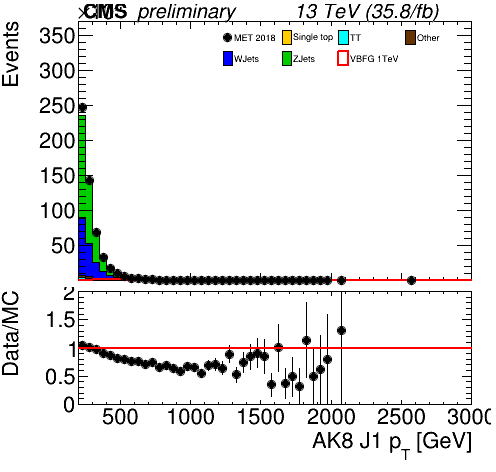 CMS preliminary 13 TeV (35.8/fb)
Events
350
300
250
200
150
100
50
MET 2018 Single top TT Other
WJets ZJets VBFG 1TeV
Data/MC
2
1.5
1
0.5
0
500 1000 1500 2000 2500 3000
AK8 J1 p_T [GeV]